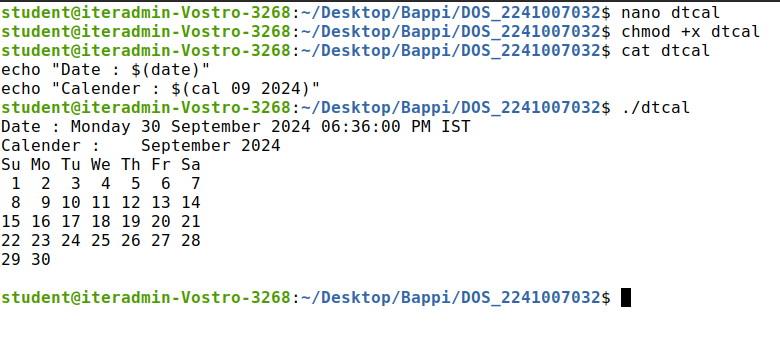 student@iteradmin-Vostro-3268:~/Desktop/Bappi/DOS_2241007032$ nano dtcal
student@iteradmin-Vostro-3268:~/Desktop/Bappi/DOS_2241007032$ chmod +x dtcal
student@iteradmin-Vostro-3268:~/Desktop/Bappi/DOS_2241007032$ cat dtcal
echo "Date : $(date)"
echo "Calender : $(cal 09 2024)"
student@iteradmin-Vostro-3268:~/Desktop/Bappi/DOS_2241007032$ ./dtcal
Date : Monday 30 September 2024 06:36:00 PM IST
Calender :    September 2024
Su Mo Tu We Th Fr Sa
 1  2  3  4  5  6  7
 8  9 10 11 12 13 14
15 16 17 18 19 20 21
22 23 24 25 26 27 28
29 30
student@iteradmin-Vostro-3268:~/Desktop/Bappi/DOS_2241007032$